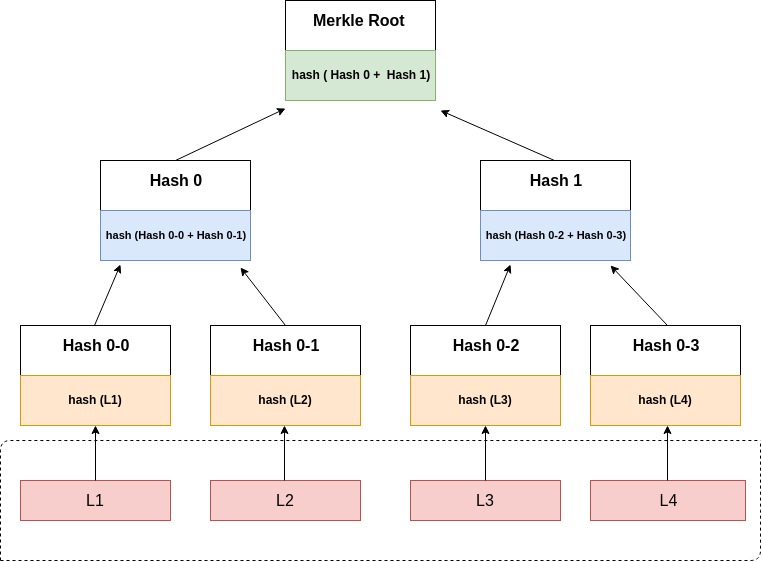 Merkle Root
hash ( Hash 0 +  Hash 1)
Hash 0
Hash 1
hash (Hash 0-0 + Hash 0-1)
hash (Hash 0-2 + Hash 0-3)
Hash 0-0
Hash 0-1
Hash 0-2
Hash 0-3
hash (L1)
hash (L2)
hash (L3)
hash (L4)
L1
L2
L3
L4